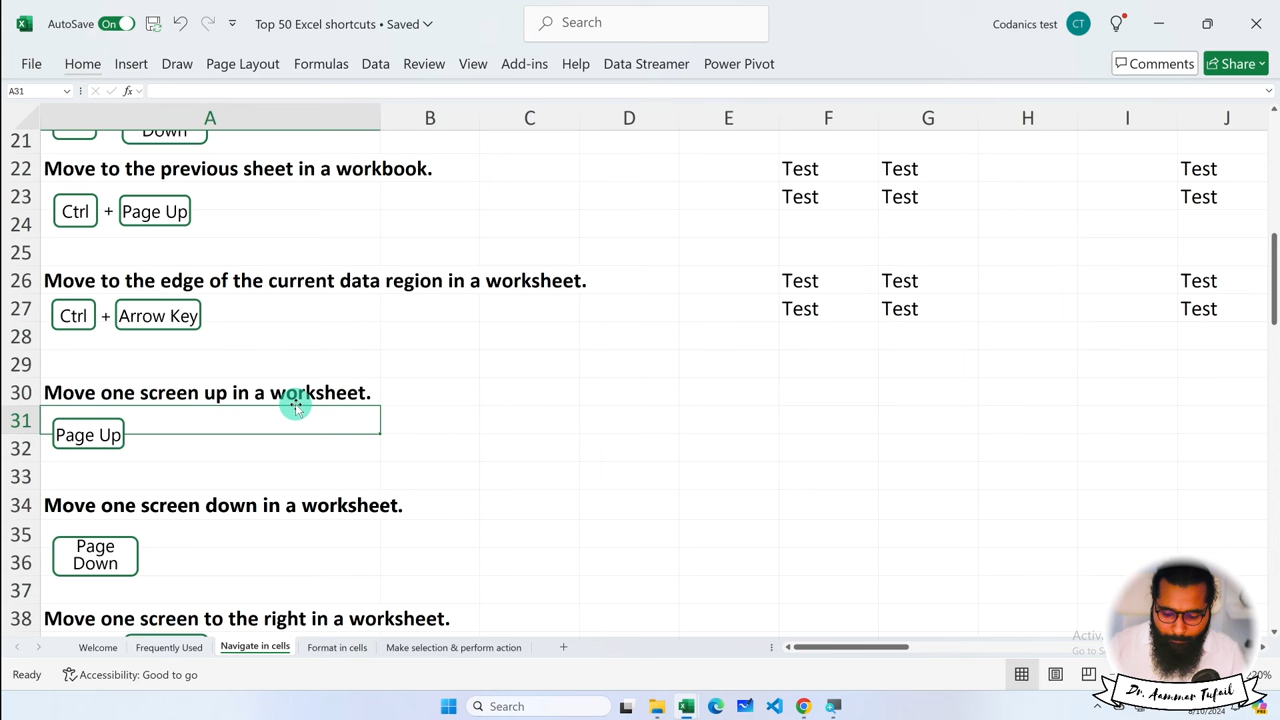 AutoSave On Top 50 Excel shortcuts • Saved Search Codanics test CT
File Home Insert Draw Page Layout Formulas Data Review View Add-ins Help Data Streamer Power Pivot Comments Share
A31 fx
A B C D E F G H I J
21 Down
22 Move to the previous sheet in a workbook. Test Test Test
23 Ctrl + Page Up Test Test Test
24
25
26 Move to the edge of the current data region in a worksheet. Test Test Test
27 Ctrl + Arrow Key Test Test Test
28
29
30 Move one screen up in a worksheet.
31
Page Up
32
33
34 Move one screen down in a worksheet.
35
Page
Down
36
37
38 Move one screen to the right in a worksheet.
Welcome Frequently Used Navigate in cells Format in cells Make selection & perform action
Ready Accessibility: Good to go
Search
Dr. Aammar Tufail